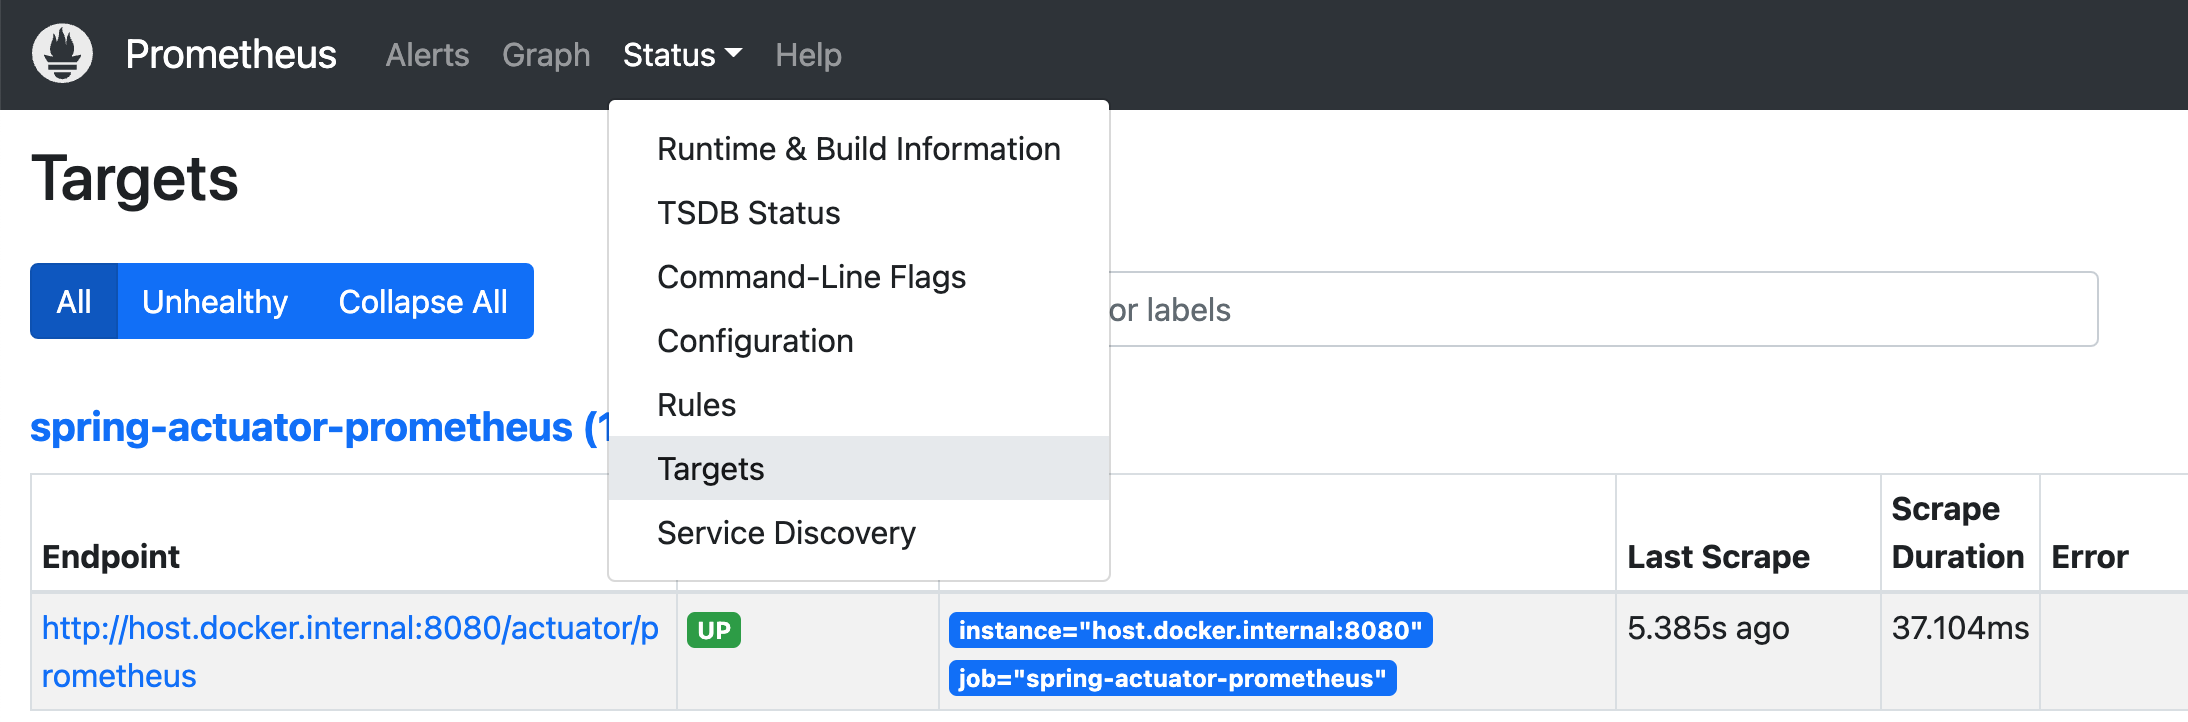 Prometheus Alerts Graph Status Help
Runtime & Build Information
TSDB Status
Command-Line Flags
Configuration
Rules
Targets
Service Discovery
Targets
All Unhealthy Collapse All
or labels
spring-actuator-prometheus (1
Endpoint Last Scrape Scrape Duration Error
http://host.docker.internal:8080/actuator/p
rometheus
UP
instance="host.docker.internal:8080"
job="spring-actuator-prometheus"
5.385s ago
37.104ms